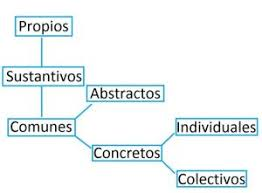 Propios
Sustantivos
Abstractos
Comunes
Individuales
Concretos
Colectivos